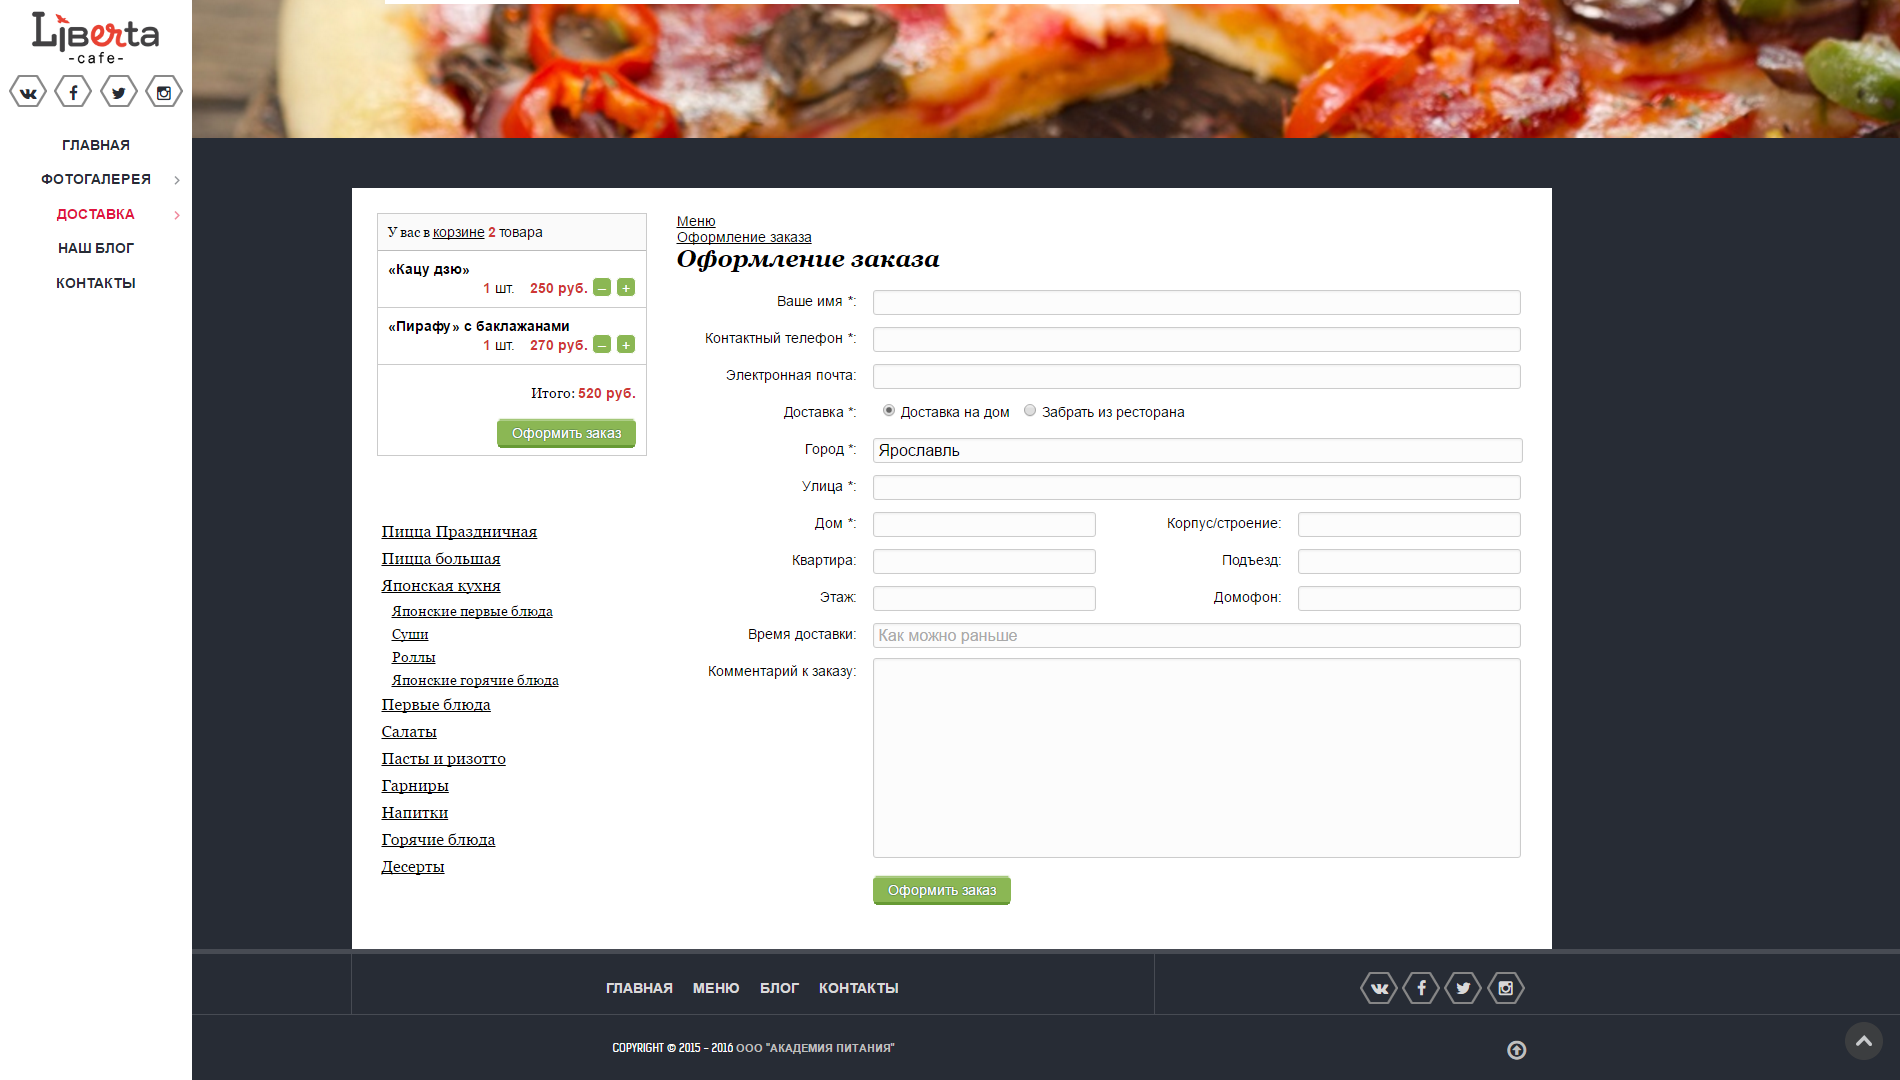 Liberta
-cafe-
ГЛАВНАЯ
ФОТОГАЛЕРЕЯ
ДОСТАВКА
НАШ БЛОГ
КОНТАКТЫ
У вас в корзине 2 товара
«Кацу дзю»
1 шт. 250 руб. – +
«Пирафу» с баклажанами
1 шт. 270 руб. – +
Итого: 520 руб.
Оформить заказ
Пицца Праздничная
Пицца большая
Японская кухня
Японские первые блюда
Суши
Роллы
Японские горячие блюда
Первые блюда
Салаты
Пасты и ризотто
Гарниры
Напитки
Горячие блюда
Десерты
Меню
Оформление заказа
Оформление заказа
Ваше имя *:
Контактный телефон *:
Электронная почта:
Доставка *: Доставка на дом Забрать из ресторана
Город *: Ярославль
Улица *:
Дом *: Корпус/строение:
Квартира: Подъезд:
Этаж: Домофон:
Время доставки: Как можно раньше
Комментарий к заказу:
Оформить заказ
ГЛАВНАЯ МЕНЮ БЛОГ КОНТАКТЫ
COPYRIGHT © 2015 - 2016 ООО "АКАДЕМИЯ ПИТАНИЯ"